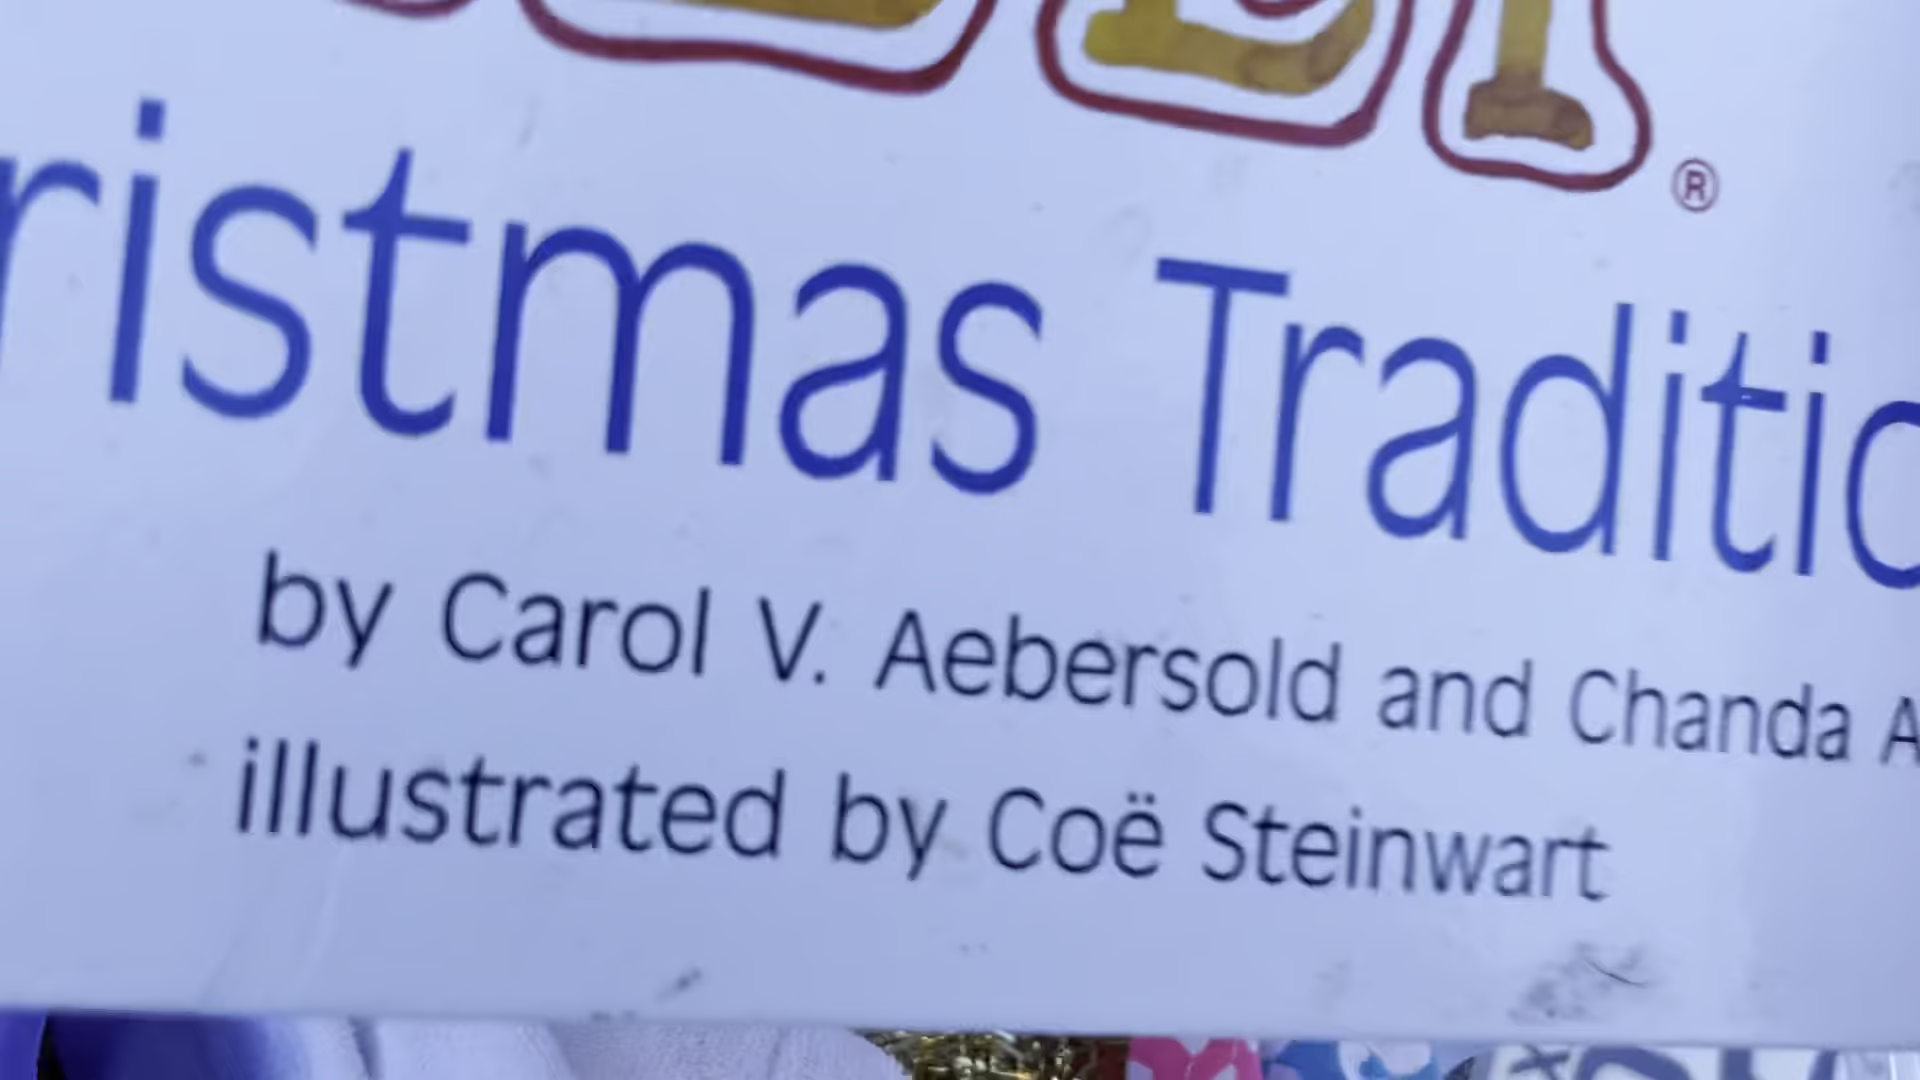 ®
ristmas Traditio
by Carol V. Aebersold and Chanda A
illustrated by Coë Steinwart